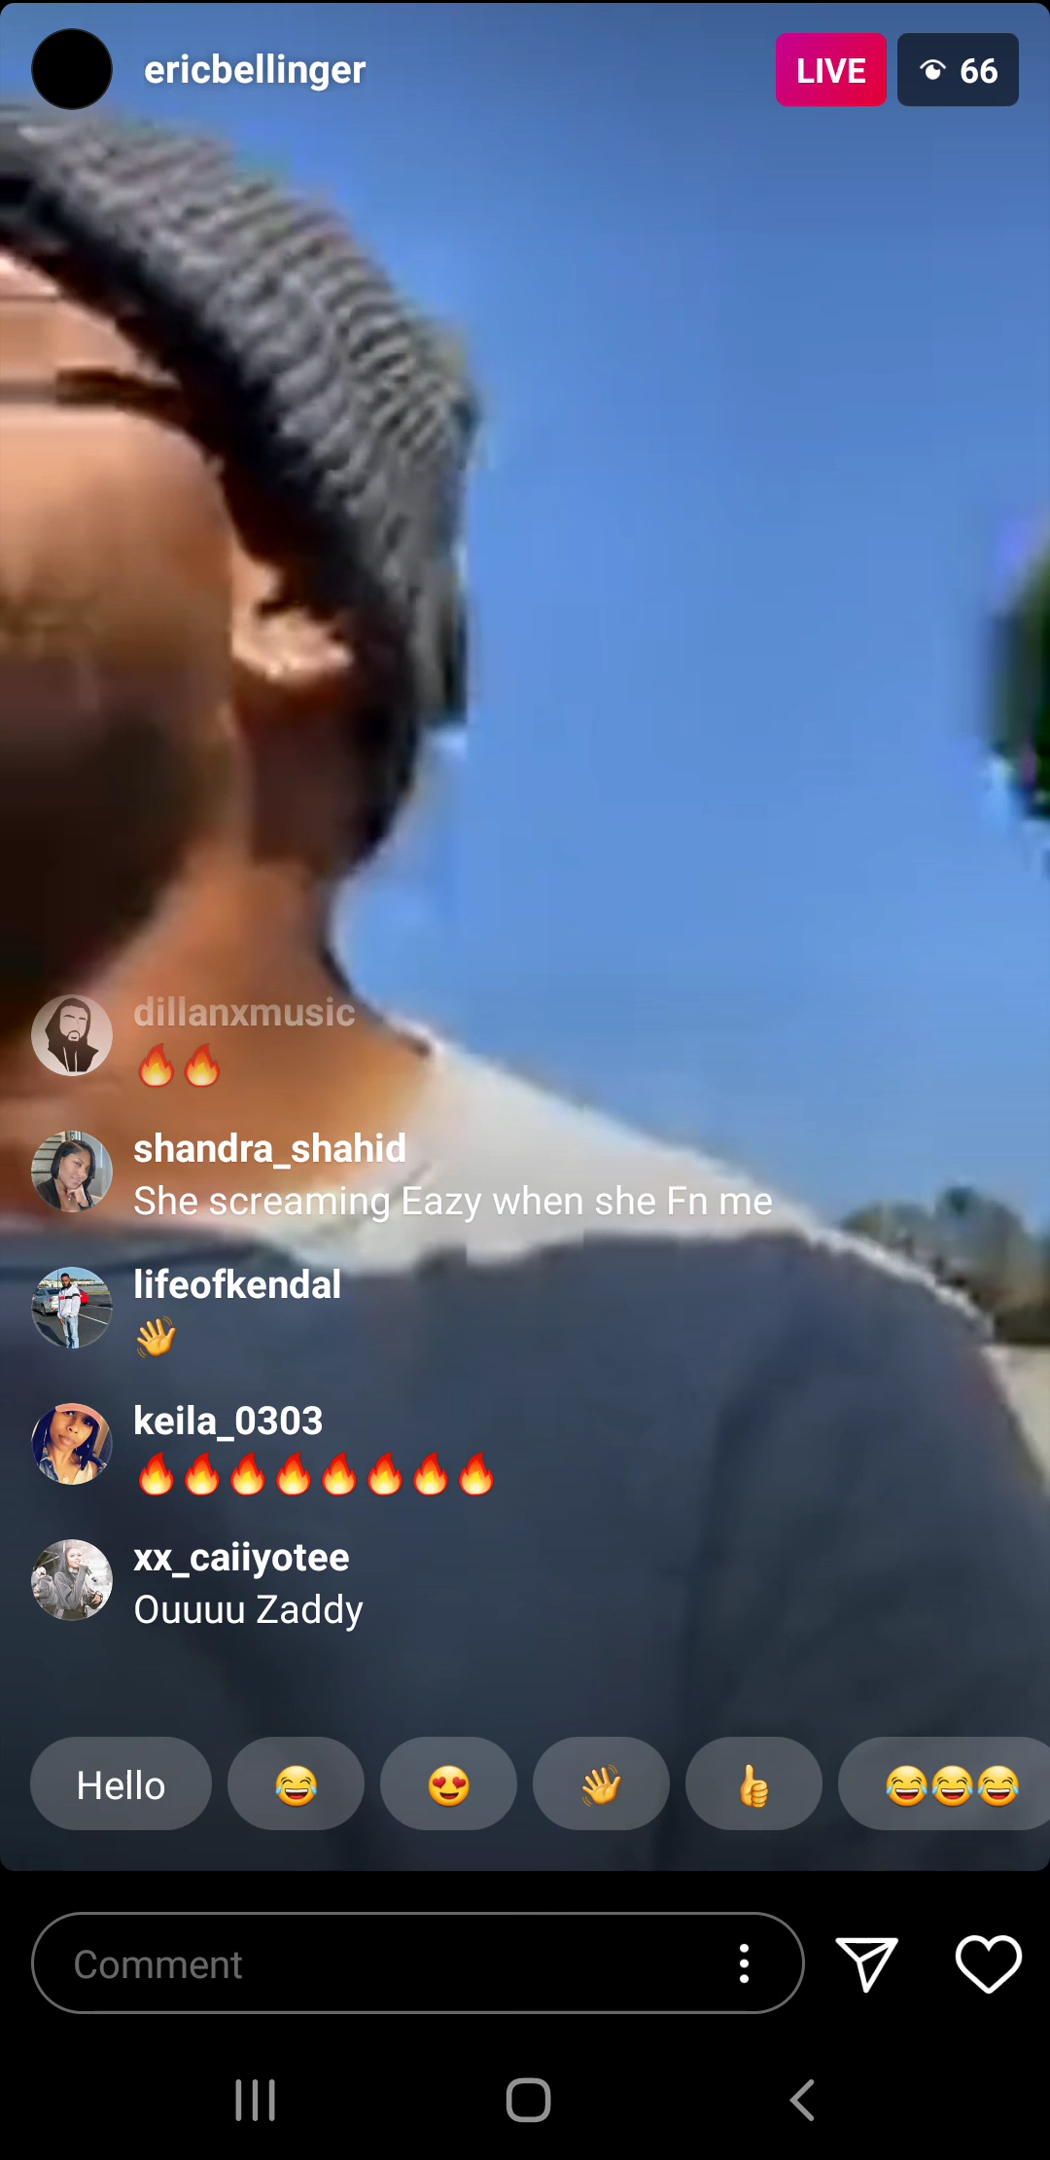 ericbellinger
LIVE 66
dillanxmusic
🔥🔥
shandra_shahid
She screaming Eazy when she Fn me
lifeofkendal
👋
keila_0303
🔥🔥🔥🔥🔥🔥🔥🔥
xx_caiiyotee
Ouuuu Zaddy
Hello 😂 😍 👋 👍 😂😂😂
Comment